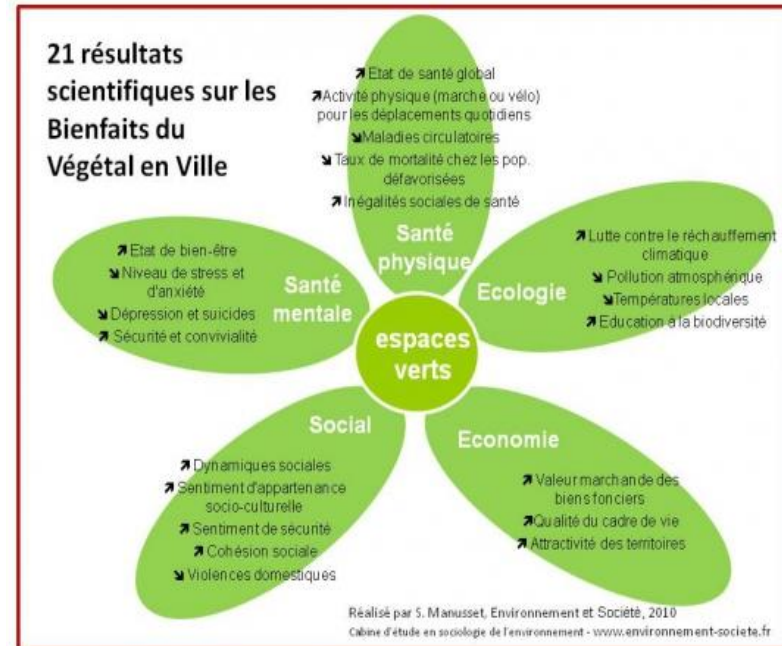 21 résultats
scientifiques sur les
Bienfaits du
Végétal en Ville
↗ Etat de santé global
↗Activité physique (marche ou vélo)
pour les déplacements quotidiens
↘Maladies circulatoires
↘ Taux de mortalité chez les pop.
défavorisées
↗ Inégalités sociales de santé
Santé
physique
↗ Lutte contre le réchauffement
climatique
↘ Pollution atmosphérique
↘Températures locales
↗ Education à la biodiversité
Ecologie
↗ Etat de bien-être
↘ Niveau de stress et
d'anxiété
↘ Dépression et suicides
↗ Sécurité et convivialité
Santé
mentale
espaces
verts
Social
↗ Dynamiques sociales
↗ Sentiment d'appartenance
socio-culturelle
↗ Sentiment de sécurité
↗ Cohésion sociale
↘ Violences domestiques
Economie
↗ Valeur marchande des
biens fonciers
↗Qualité du cadre de vie
↗ Attractivité des territoires
Réalisé par S. Manusset, Environnement et Société, 2010
Cabine d'étude en sociologie de l'environnement - www.environnement-societe.fr